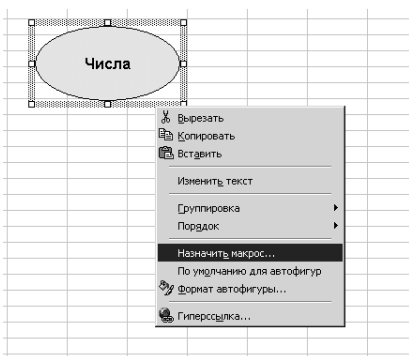 Числа
Вырезать
Копировать
Вставить
Изменить текст
Группировка
Порядок
Назначить макрос...
По умолчанию для автофигур
Формат автофигуры...
Гиперссылка...